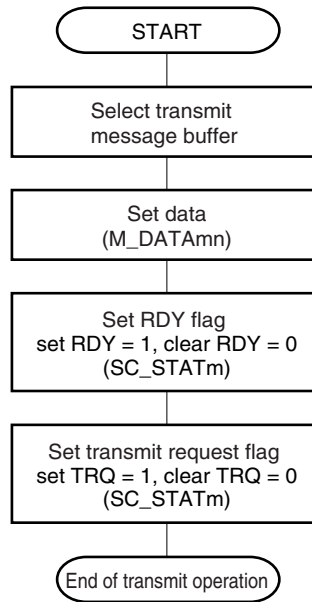 START
Select transmit
message buffer
Set data
(M_DATAmn)
Set RDY flag
set RDY = 1, clear RDY = 0
(SC_STATm)
Set transmit request flag
set TRQ = 1, clear TRQ = 0
(SC_STATm)
End of transmit operation